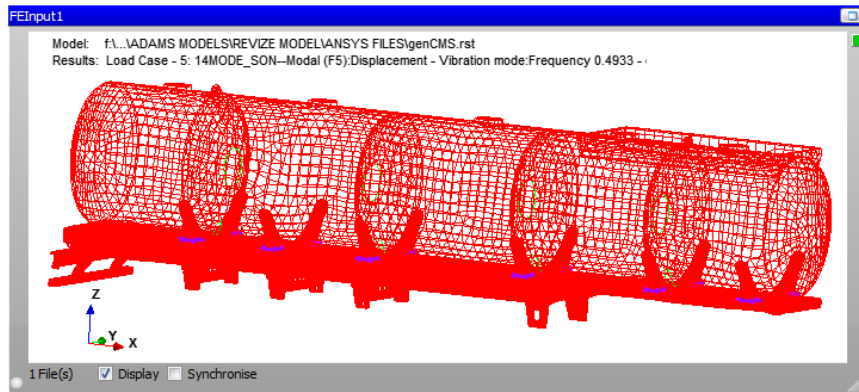 FEInput1
Model: f:\...\ADAMS MODELS\REVIZE MODEL\ANSYS FILES\genCMS.rst
Results: Load Case - 5: 14MODE_SON--Modal (F5):Displacement - Vibration mode:Frequency 0.4933 -
Z
Y
X
1 File(s) Display Synchronise